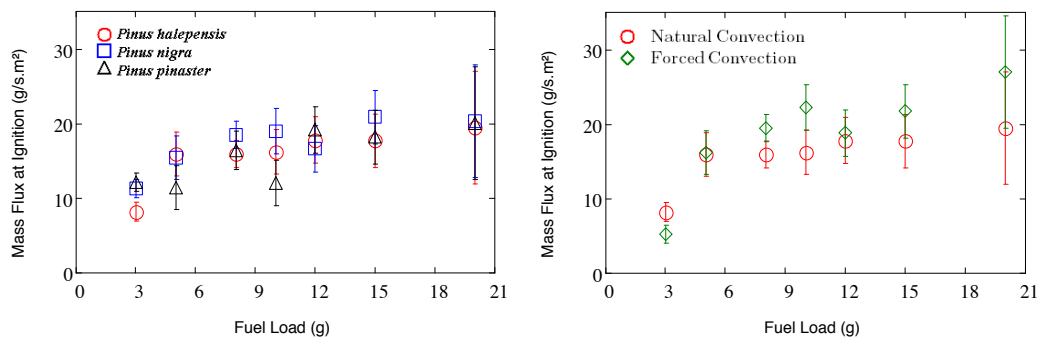 Pinus halepensis
Pinus nigra
Pinus pinaster
30
20
10
0
0
3
6
9
12
15
18
21
Mass Flux at Ignition (g/s.m²)
Fuel Load (g)
Natural Convection
Forced Convection
30
20
10
0
0
3
6
9
12
15
18
21
Mass Flux at Ignition (g/s.m²)
Fuel Load (g)